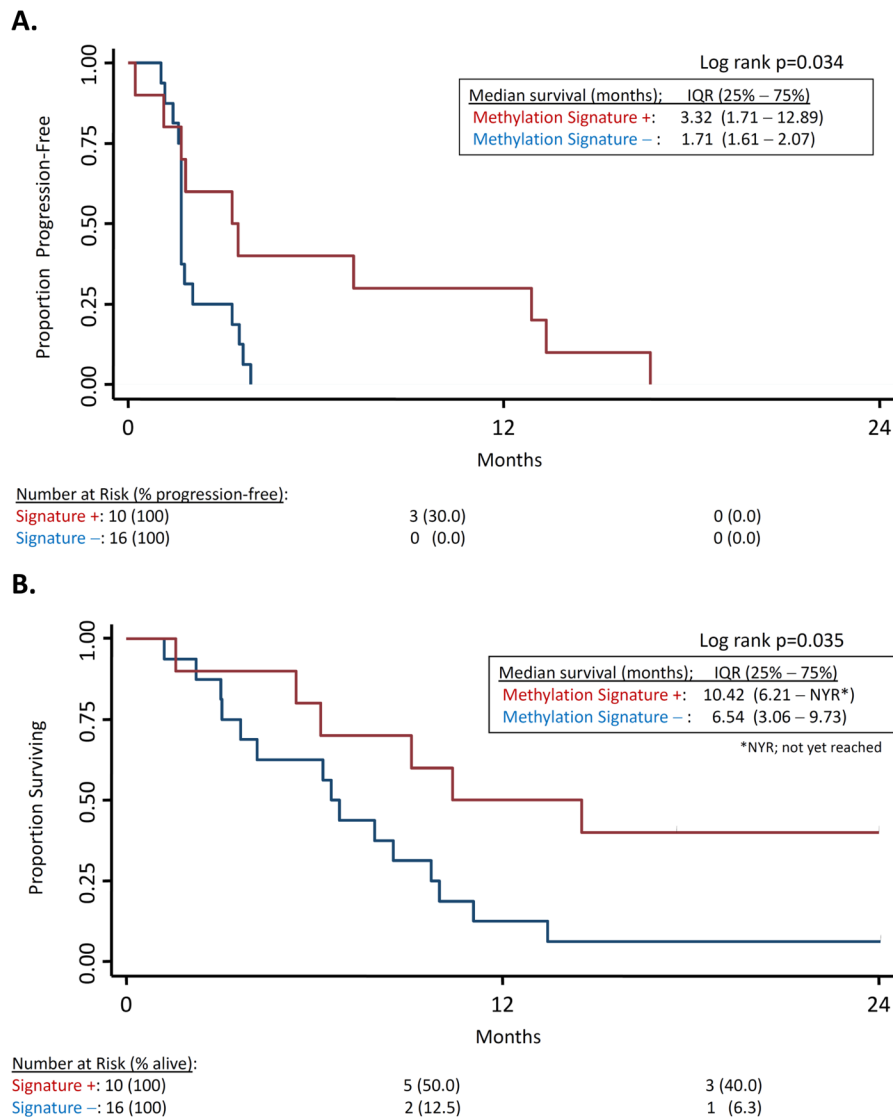 A.
Log rank p=0.034
Median survival (months); IQR (25% – 75%)
Methylation Signature +: 3.32 (1.71 – 12.89)
Methylation Signature – : 1.71 (1.61 – 2.07)
Proportion Progression-Free
1.00
0.75
0.50
0.25
0.00
0 12 24
Months
Number at Risk (% progression-free):
Signature +: 10 (100) 3 (30.0) 0 (0.0)
Signature –: 16 (100) 0 (0.0) 0 (0.0)
B.
Log rank p=0.035
Median survival (months); IQR (25% – 75%)
Methylation Signature +: 10.42 (6.21 – NYR*)
Methylation Signature – : 6.54 (3.06 – 9.73)
*NYR; not yet reached
Proportion Surviving
1.00
0.75
0.50
0.25
0.00
0 12 24
Months
Number at Risk (% alive):
Signature +: 10 (100) 5 (50.0) 3 (40.0)
Signature –: 16 (100) 2 (12.5) 1 (6.3)